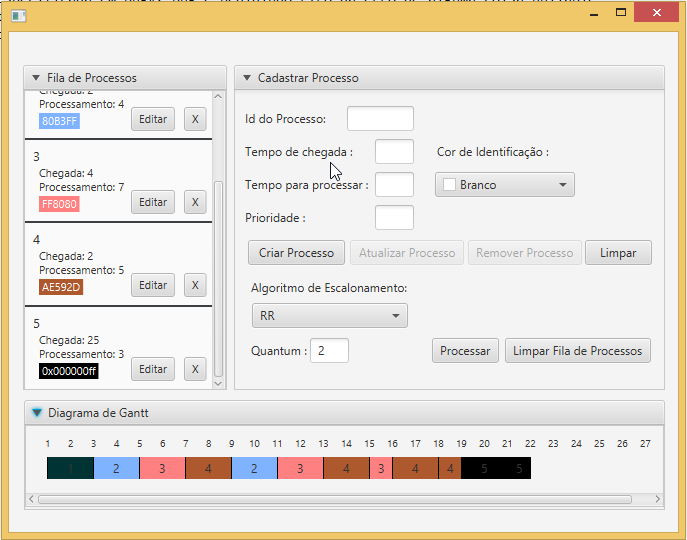 Fila de Processos
Processamento: 4
80B3FF
Editar
X
3
Chegada: 4
Processamento: 7
FF8080
Editar
X
4
Chegada: 2
Processamento: 5
AE592D
Editar
X
5
Chegada: 25
Processamento: 3
0x000000ff
Editar
X
Cadastrar Processo
Id do Processo:
Tempo de chegada :
Cor de Identificação :
Tempo para processar :
Branco
Prioridade :
Criar Processo
Atualizar Processo
Remover Processo
Limpar
Algoritmo de Escalonamento:
RR
Quantum : 2
Processar
Limpar Fila de Processos
Diagrama de Gantt
1 2 3 4 5 6 7 8 9 10 11 12 13 14 15 16 17 18 19 20 21 22 23 24 25 26 27
1 2 3 4 2 3 4 3 4 4 5 5